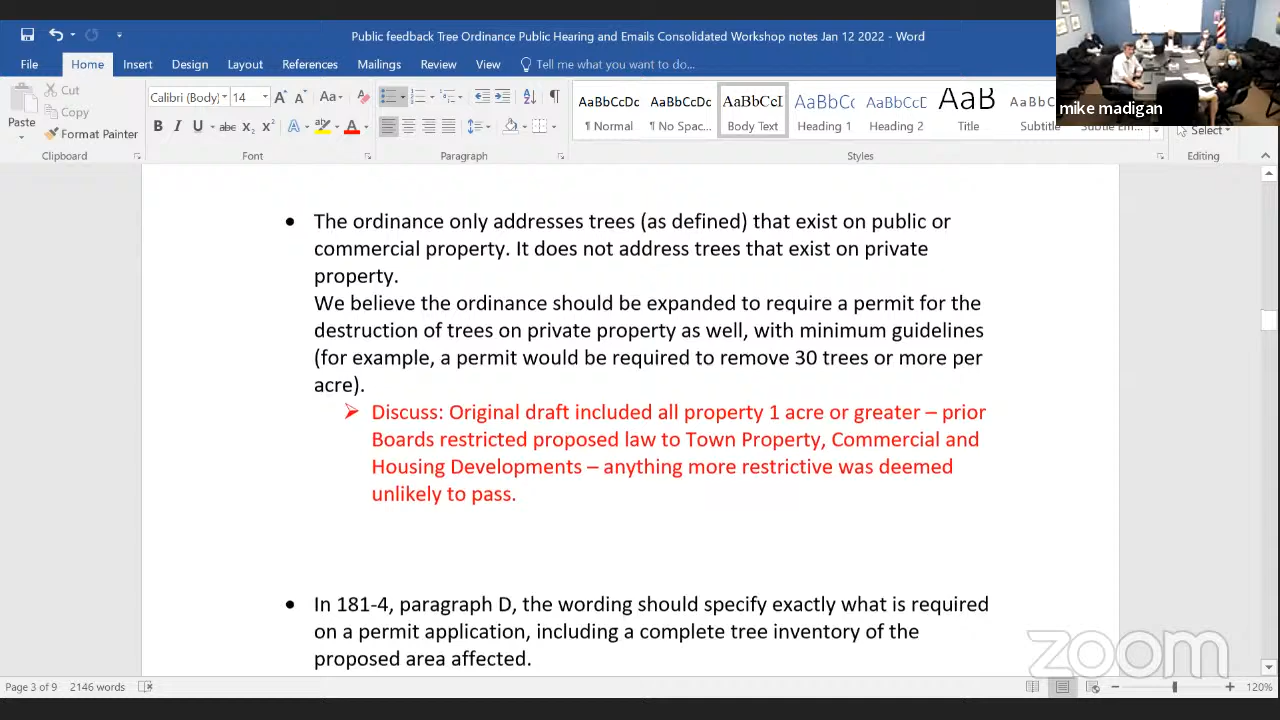 Public feedback Tree Ordinance Public Hearing and Emails Consolidated Workshop notes Jan 12 2022 - Word
File Home Insert Design Layout References Mailings Review View Tell me what you want to do...
mike madigan
Paste
Cut
Copy
Format Painter
Calibri (Body) 14
Aa
B I U abc x2 x2 A A
AaBbCcDc AaBbCcDc AaBbCcI AaBbCc AaBbCcD AaB AaBbCc
¶ Normal ¶ No Spac... Body Text Heading 1 Heading 2 Title Subtitle Subtle Em...
Select
Clipboard Font Paragraph Styles Editing
• The ordinance only addresses trees (as defined) that exist on public or
commercial property. It does not address trees that exist on private
property.
We believe the ordinance should be expanded to require a permit for the
destruction of trees on private property as well, with minimum guidelines
(for example, a permit would be required to remove 30 trees or more per
acre).
➢ Discuss: Original draft included all property 1 acre or greater – prior
Boards restricted proposed law to Town Property, Commercial and
Housing Developments – anything more restrictive was deemed
unlikely to pass.
• In 181-4, paragraph D, the wording should specify exactly what is required
on a permit application, including a complete tree inventory of the
proposed area affected.
zoom
Page 3 of 9 2146 words 120%